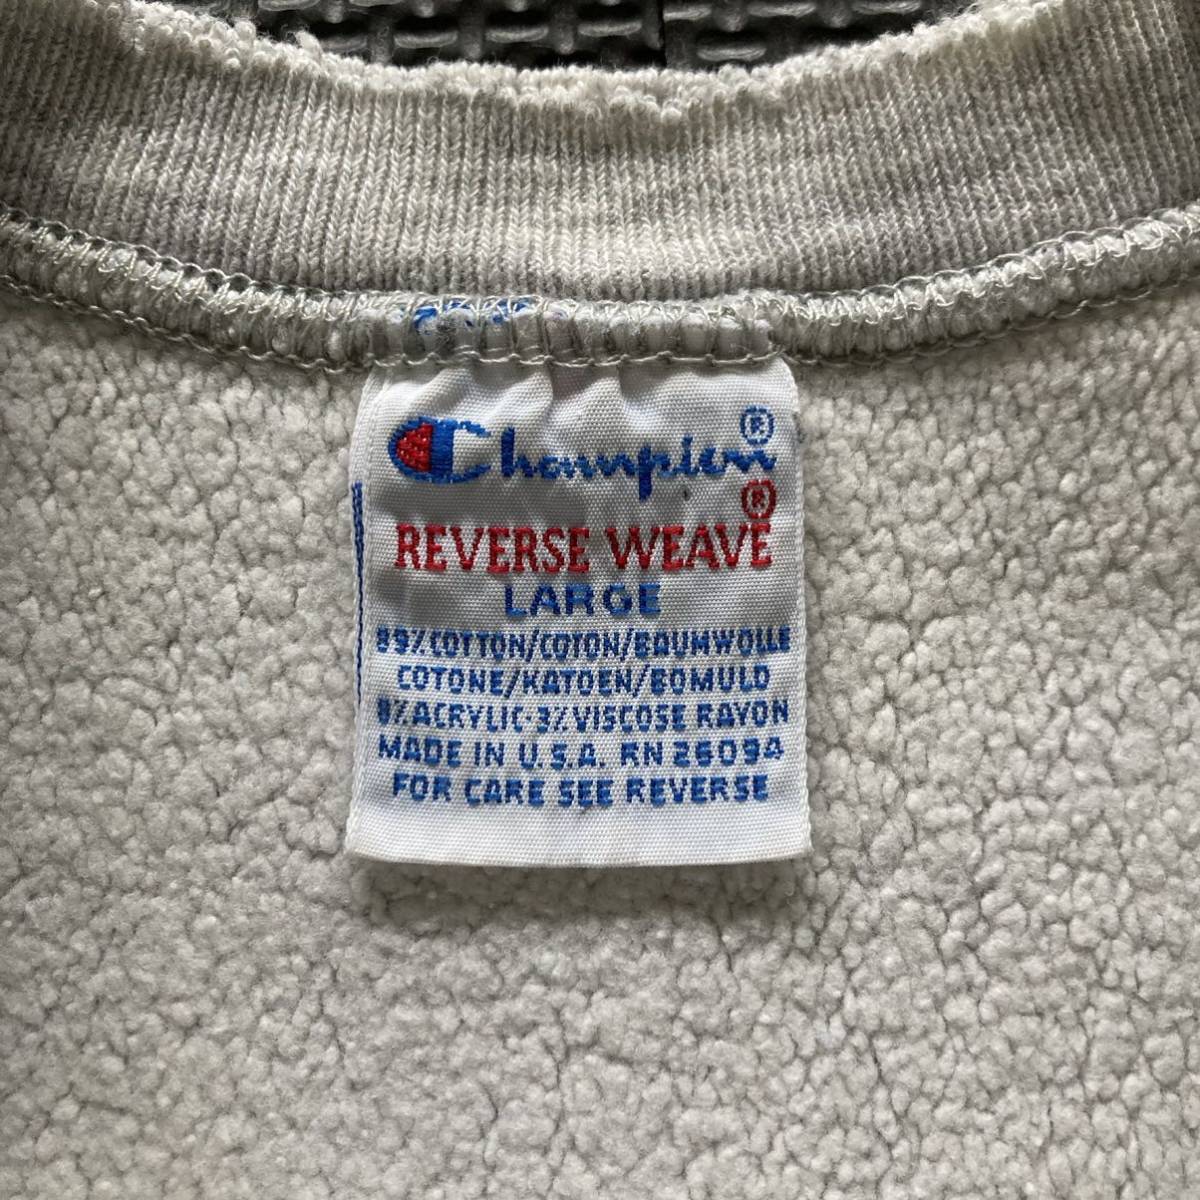 Champion ®
REVERSE WEAVE ®
LARGE
89% COTTON/COTON/BAUMWOLLE
COTONE/KATOEN/BOMULD
8% ACRYLIC·3% VISCOSE RAYON
MADE IN U.S.A. RN 26094
FOR CARE SEE REVERSE